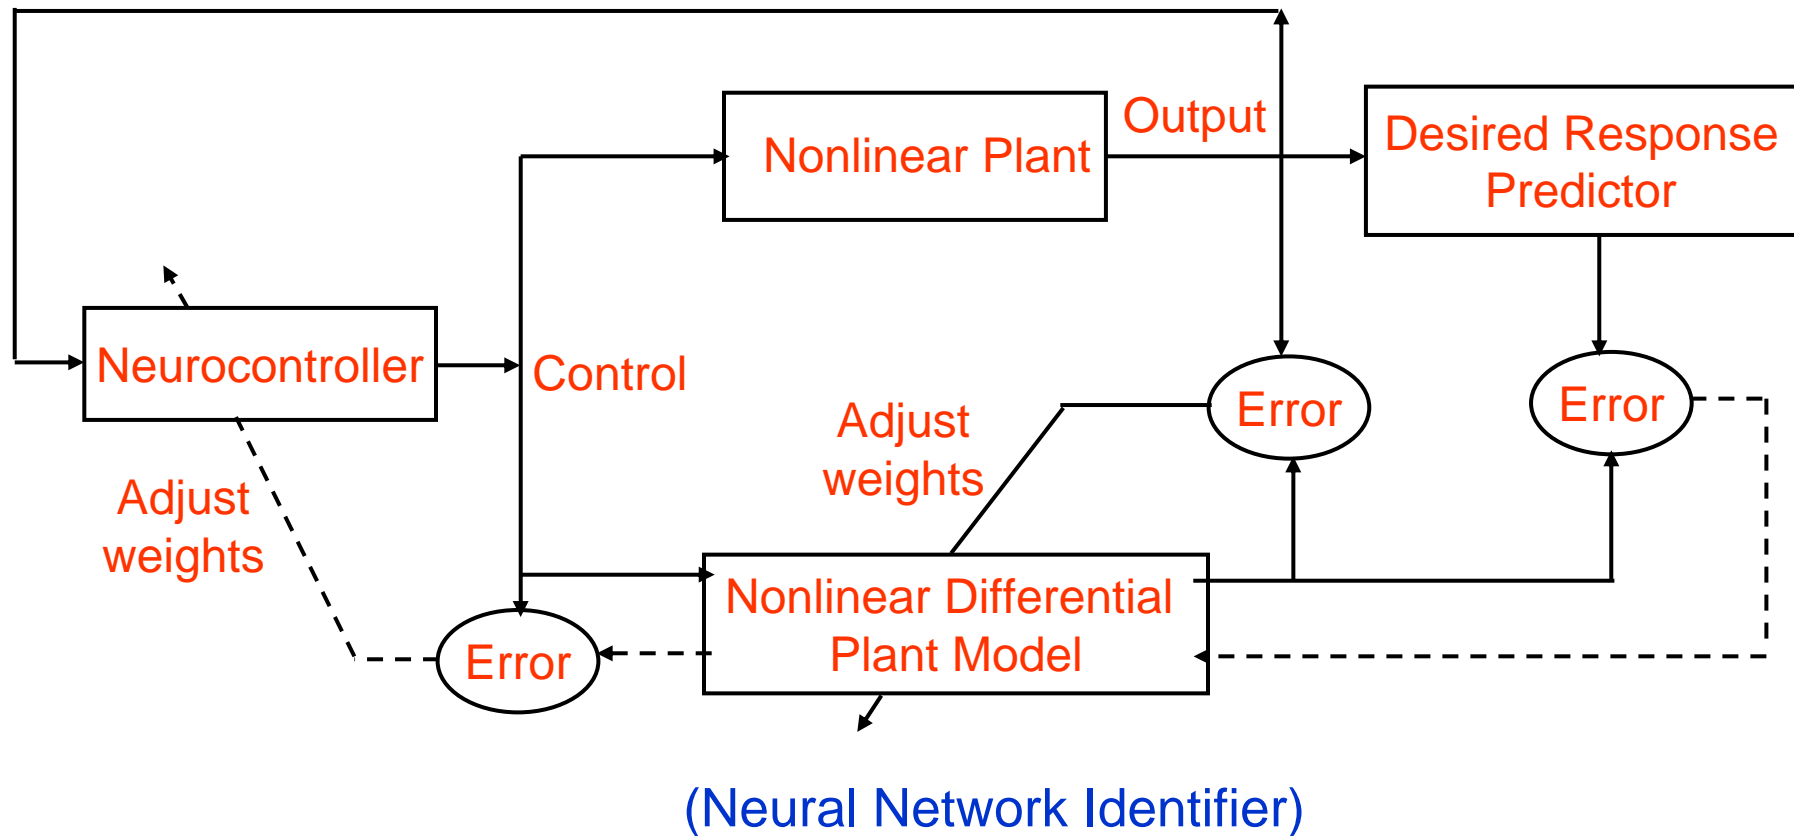 Output
Nonlinear Plant
Desired Response
Predictor
Neurocontroller
Control
Error
Error
Adjust
weights
Adjust
weights
Nonlinear Differential
Plant Model
Error
(Neural Network Identifier)